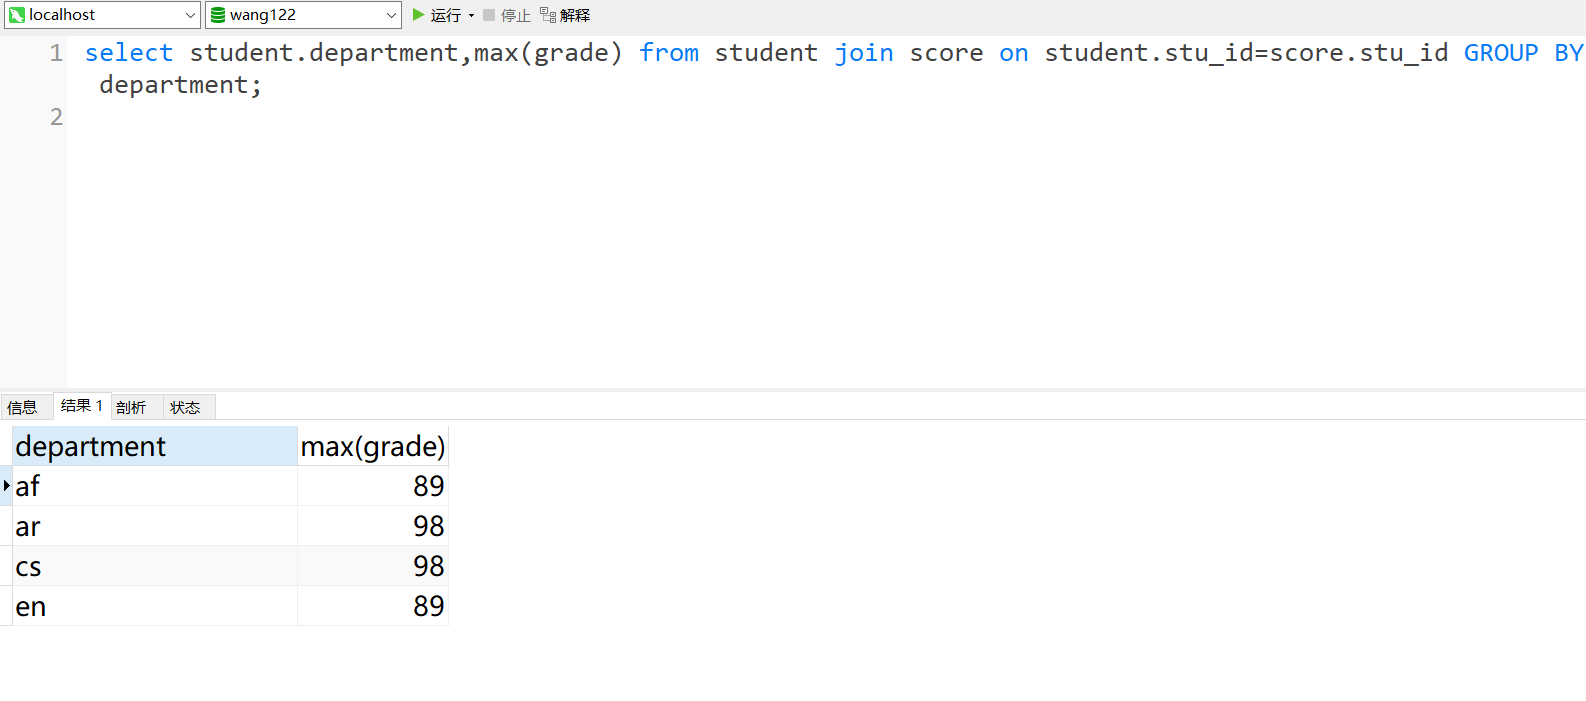 localhost wang122 运行 停止 解释
1 select student.department,max(grade) from student join score on student.stu_id=score.stu_id GROUP BY
department;
2
信息 结果 1 剖析 状态
department max(grade)
af 89
ar 98
cs 98
en 89